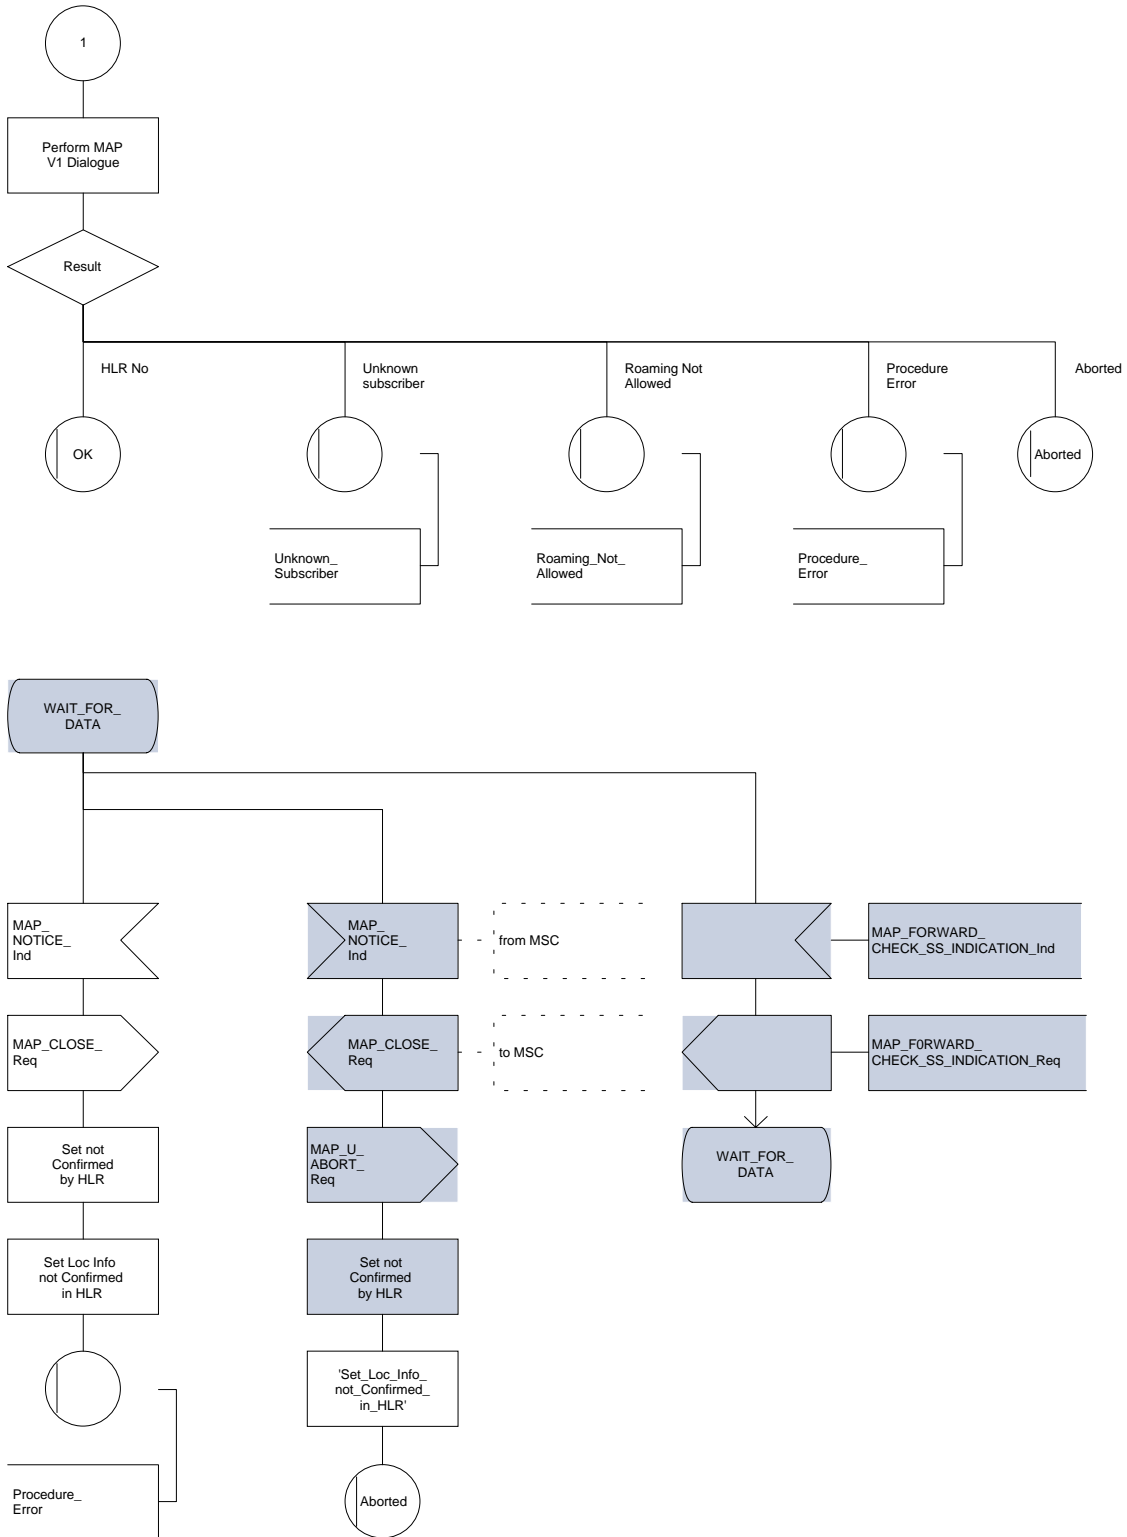 1
Perform MAP
V1 Dialogue
Result
HLR No
Unknown
subscriber
Roaming Not
Allowed
Procedure
Error
Aborted
OK
Aborted
Unknown_
Subscriber
Roaming_Not_
Allowed
Procedure_
Error
WAIT_FOR_
DATA
MAP_
NOTICE_
Ind
MAP_
NOTICE_
Ind
from MSC
MAP_FORWARD_
CHECK_SS_INDICATION_Ind
MAP_CLOSE_
Req
MAP_CLOSE_
Req
to MSC
MAP_F0RWARD_
CHECK_SS_INDICATION_Req
Set not
Confirmed
by HLR
MAP_U_
ABORT_
Req
WAIT_FOR_
DATA
Set Loc Info
not Confirmed
in HLR
Set not
Confirmed
by HLR
'Set_Loc_Info_
not_Confirmed_
in_HLR'
Procedure_
Error
Aborted